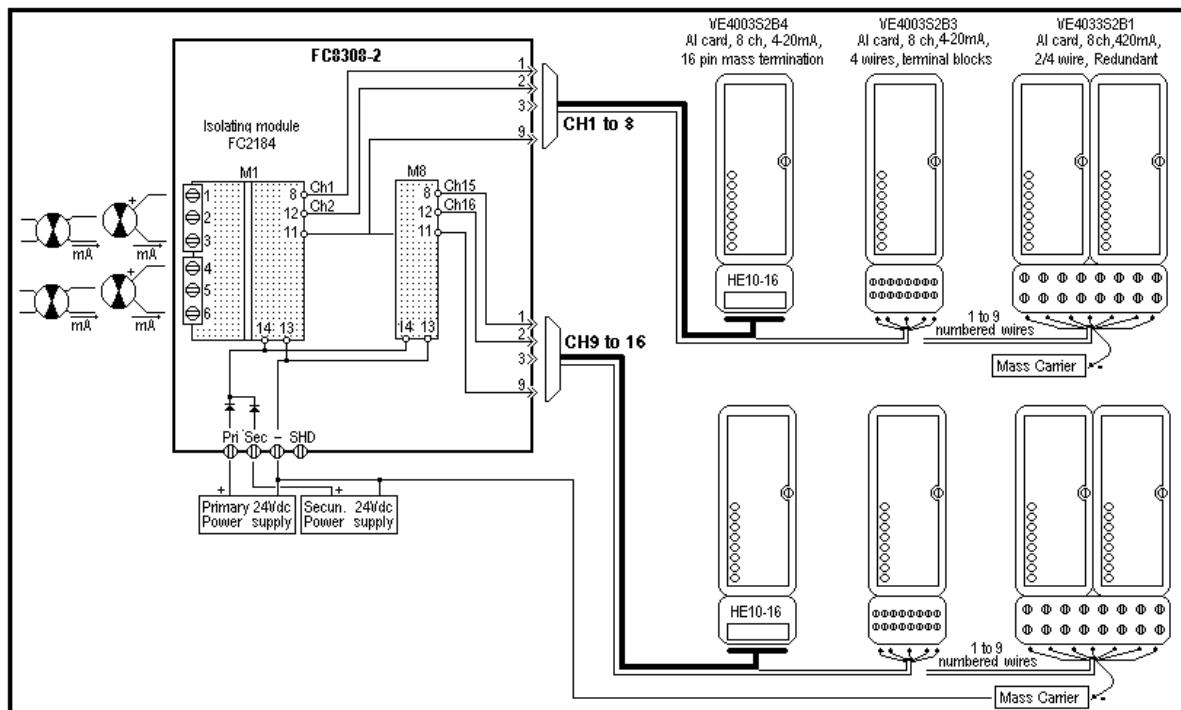 VE4003S2B4
AI card, 8 ch, 4-20mA,
16 pin mass termination
VE4003S2B3
AI card, 8 ch,4-20mA,
4 wires, terminal blocks
VE4033S2B1
AI card, 8ch,420mA,
2/4 wire, Redundant
FC8308-2
1
2
3
9
CH1 to 8
Isolating module
FC2184
M1
8
Ch1
12
Ch2
11
M8
8
Ch15
12
Ch16
11
1
2
3
4
5
6
+
mA
mA
+
mA
mA
14
13
14
13
HE10-16
1 to 9
numbered wires
Mass Carrier
-
1
2
3
9
CH9 to 16
Pri
Sec
–
SHD
+
Primary 24Vdc
Power supply
+
Secun. 24Vdc
Power supply
HE10-16
1 to 9
numbered wires
Mass Carrier
-